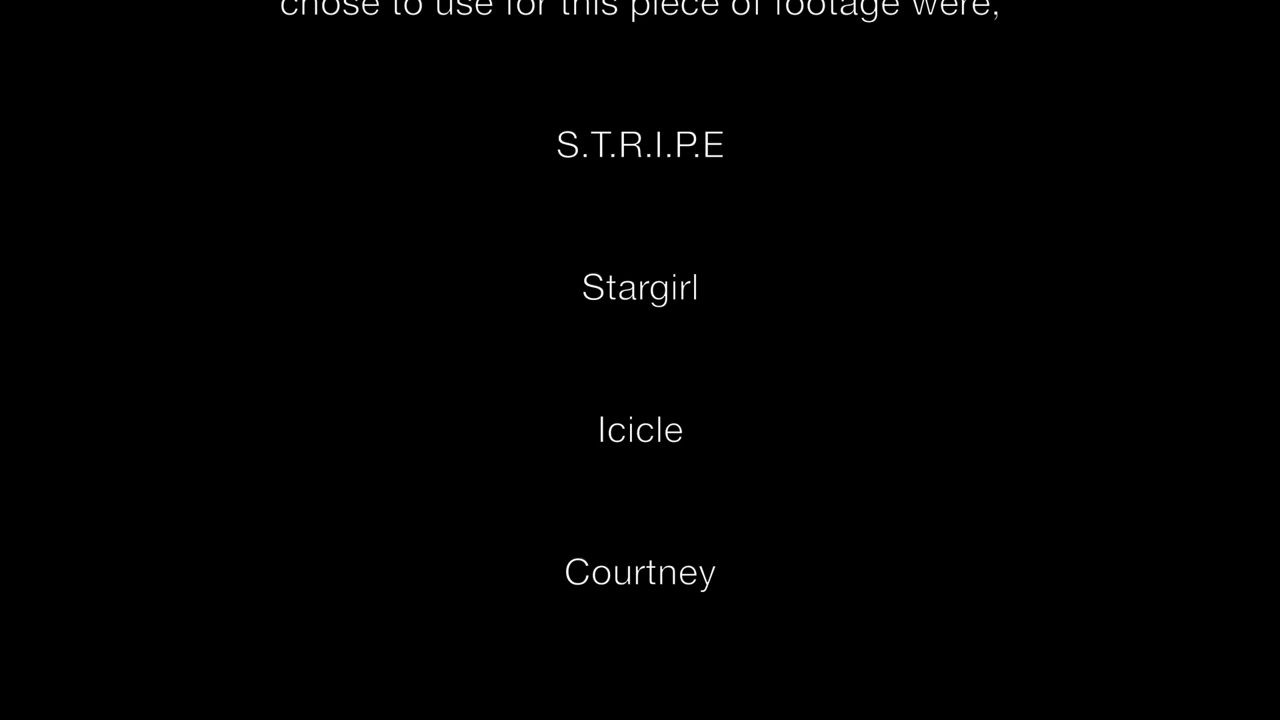 chose to use for this piece of footage were,
S.T.R.I.P.E
Stargirl
Icicle
Courtney